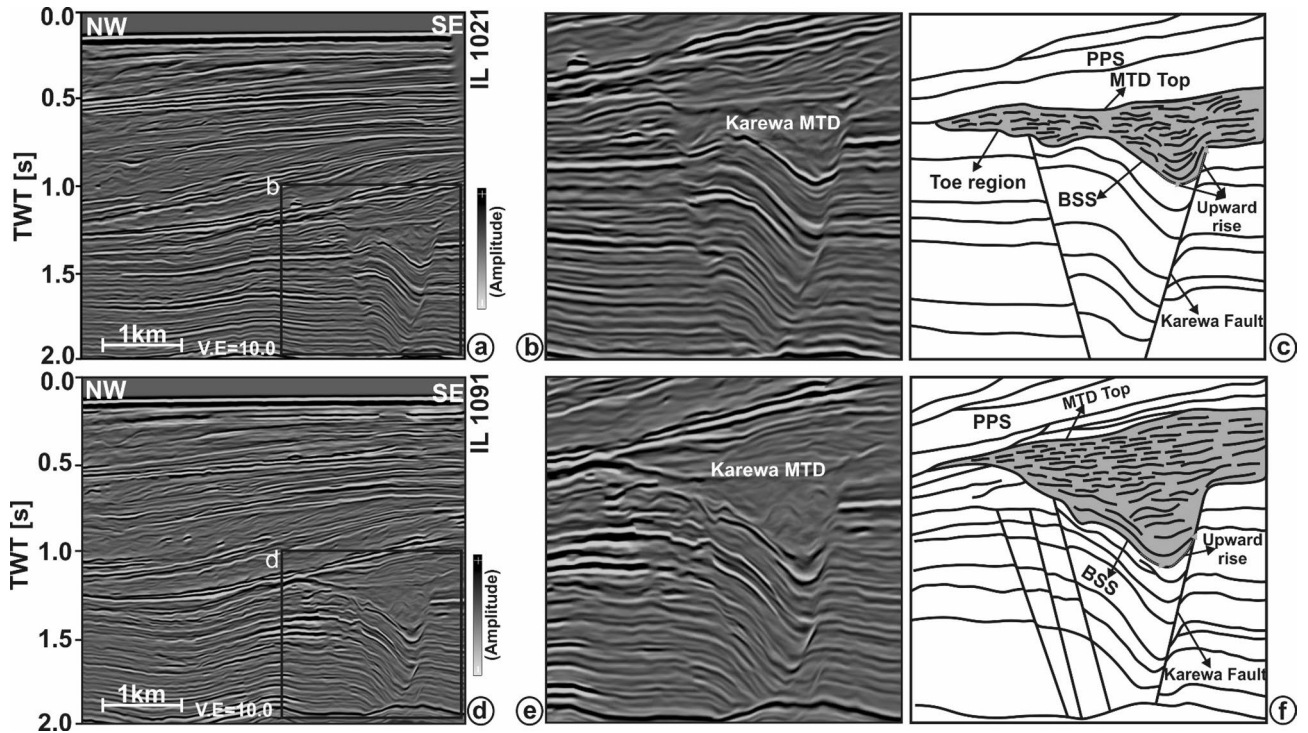 0.0
NW
SE
IL 1021
TWT [s]
0.5
1.0
b
1.5
1km
V.E=10.0
2.0
(Amplitude)
+
-
a
Karewa MTD
b
PPS
MTD Top
Toe region
BSS
Upward
rise
Karewa Fault
c
0.0
NW
SE
IL 1091
TWT [s]
0.5
1.0
d
1.5
1km
V.E=10.0
2.0
(Amplitude)
+
-
d
Karewa MTD
e
PPS
MTD Top
BSS
Upward
rise
Karewa Fault
f